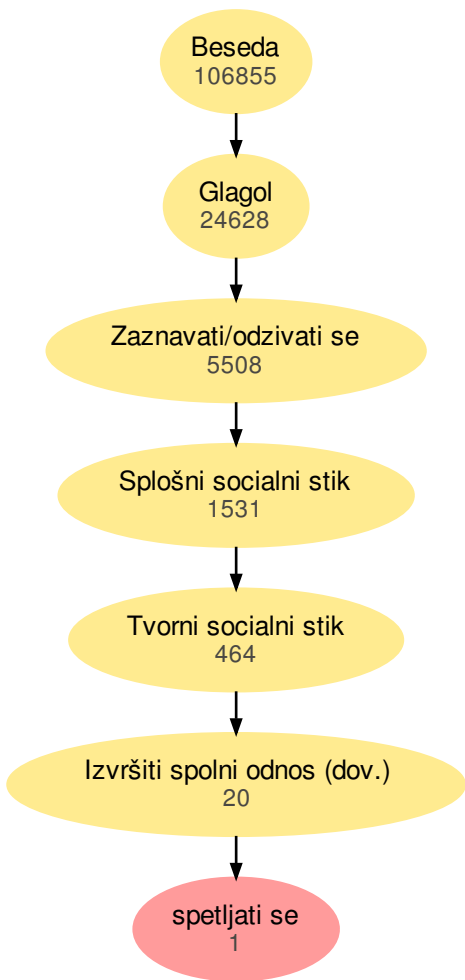 Beseda
106855
Glagol
24628
Zaznavati/odzivati se
5508
Splošni socialni stik
1531
Tvorni socialni stik
464
Izvršiti spolni odnos (dov.)
20
spetljati se
1